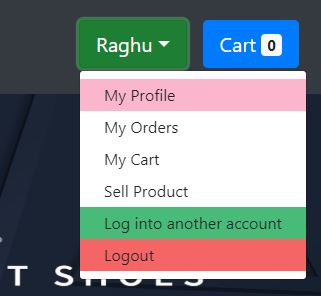 Raghu
Cart 0
My Profile
My Orders
My Cart
Sell Product
Log into another account
Logout
T SHOES